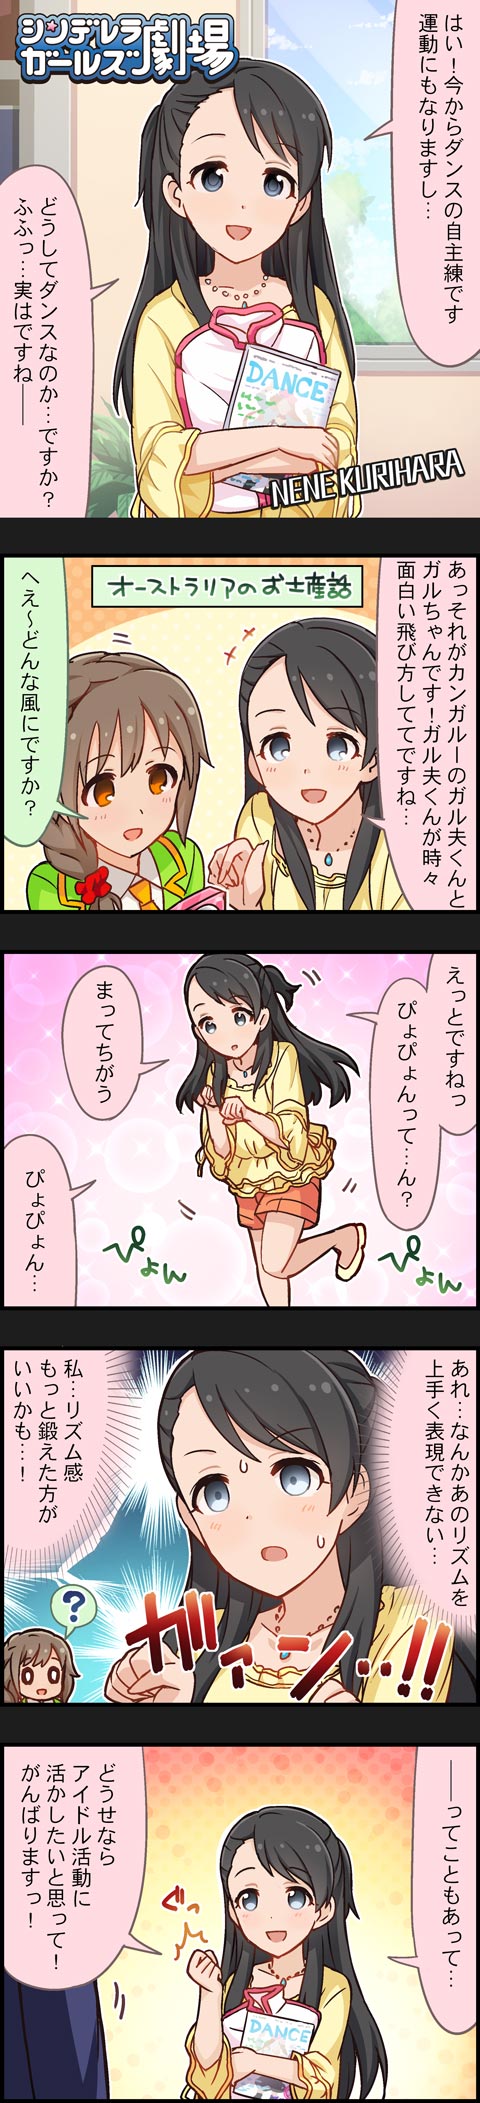 シンデレラ
ガールズ劇場
はい！今からダンスの自主練です
運動にもなりますし…
どうしてダンスなのか…ですか？
ふふっ…実はですね――
DANCE
NENE KURIHARA
オーストラリアのお土産話
あっそれがカンガルーのガル夫くんと
ガルちゃんです！ガル夫くんが時々
面白い飛び方しててですね…
へえ～どんな風にですか？
えっとですねっ
ぴょぴょんって…ん？
まってちがう
ぴょぴょん…
ぴょん
ぴょん
あれ…なんかあのリズムを
上手く表現できない…
私…リズム感
もっと鍛えた方が
いいかも…！
？
ガァーン…!!
――ってこともあって…
どうせなら
アイドル活動に
活かしたいと思って！
がんばりますっ！
ぐっ
DANCE